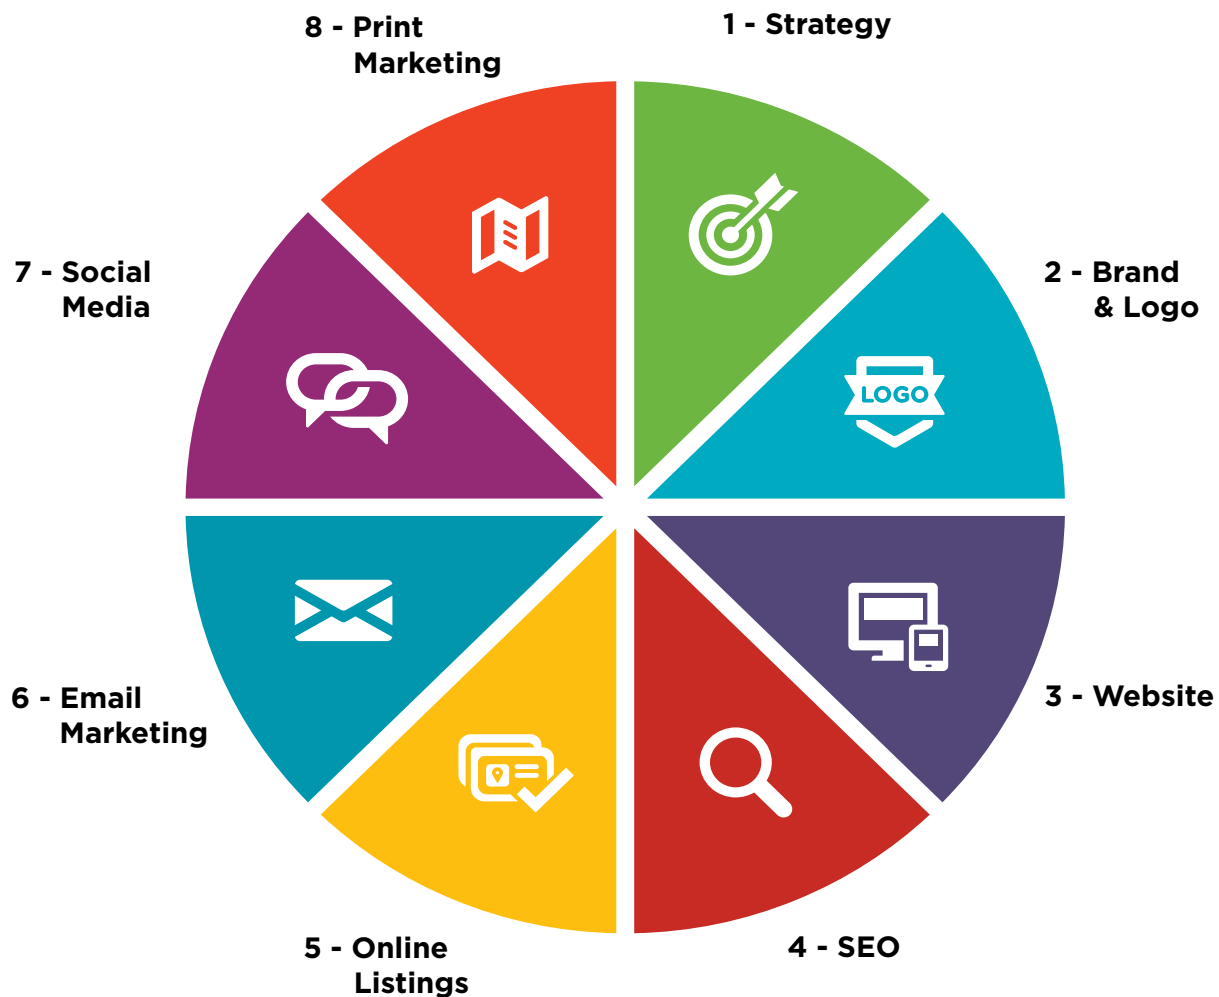 8 - Print
Marketing
1 - Strategy
7 - Social
Media
2 - Brand
& Logo
LOGO
6 - Email
Marketing
3 - Website
5 - Online
Listings
4 - SEO